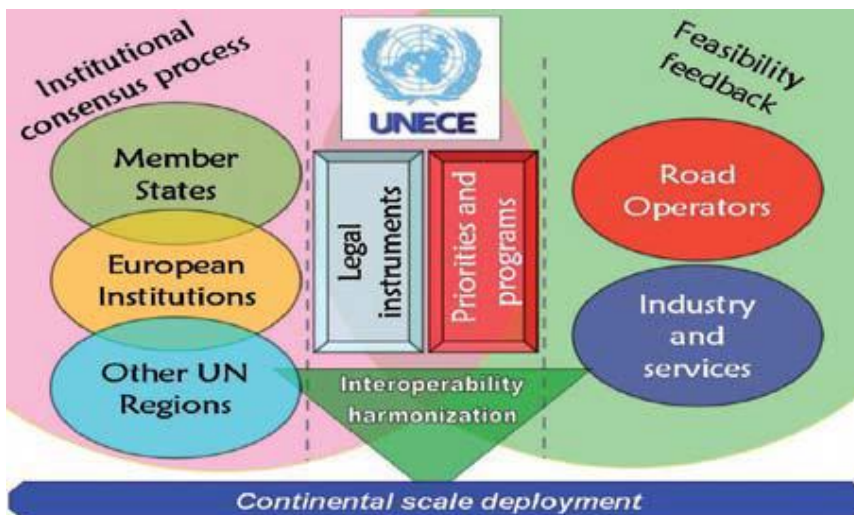 Institutional
consensus process
Member
States
European
Institutions
Other UN
Regions
UNECE
Legal
instruments
Priorities and
programs
Interoperability
harmonization
Feasibility
feedback
Road
Operators
Industry
and
services
Continental scale deployment